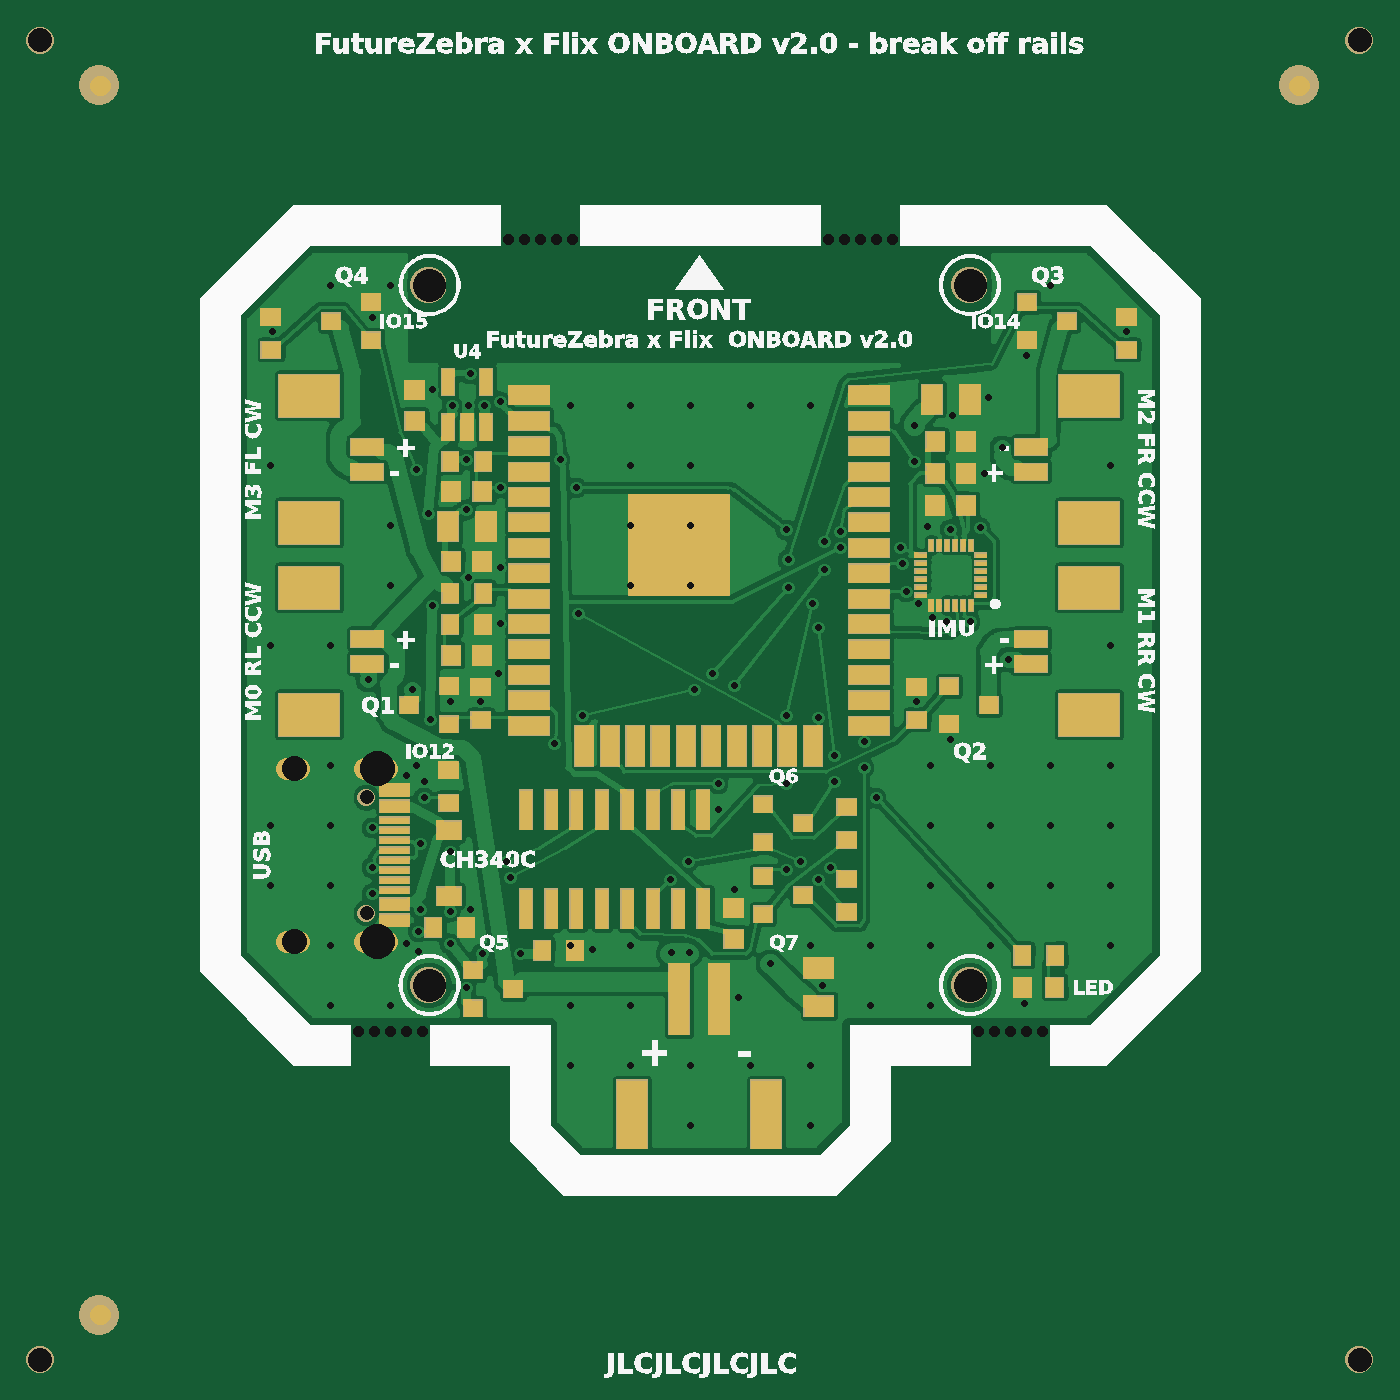 FutureZebra x Flix ONBOARD v2.0 - break off rails
Q4
Q3
FRONT
IO15
IO14
FutureZebra x Flix  ONBOARD v2.0
U4
M3 FL CW
M2 FR CCW
+
-
-
+
M0 RL CCW
M1 RR CW
IMU
+
-
-
+
Q1
IO12
Q2
Q6
USB
CH340C
Q5
Q7
LED
+
-
JLCJLCJLCJLC